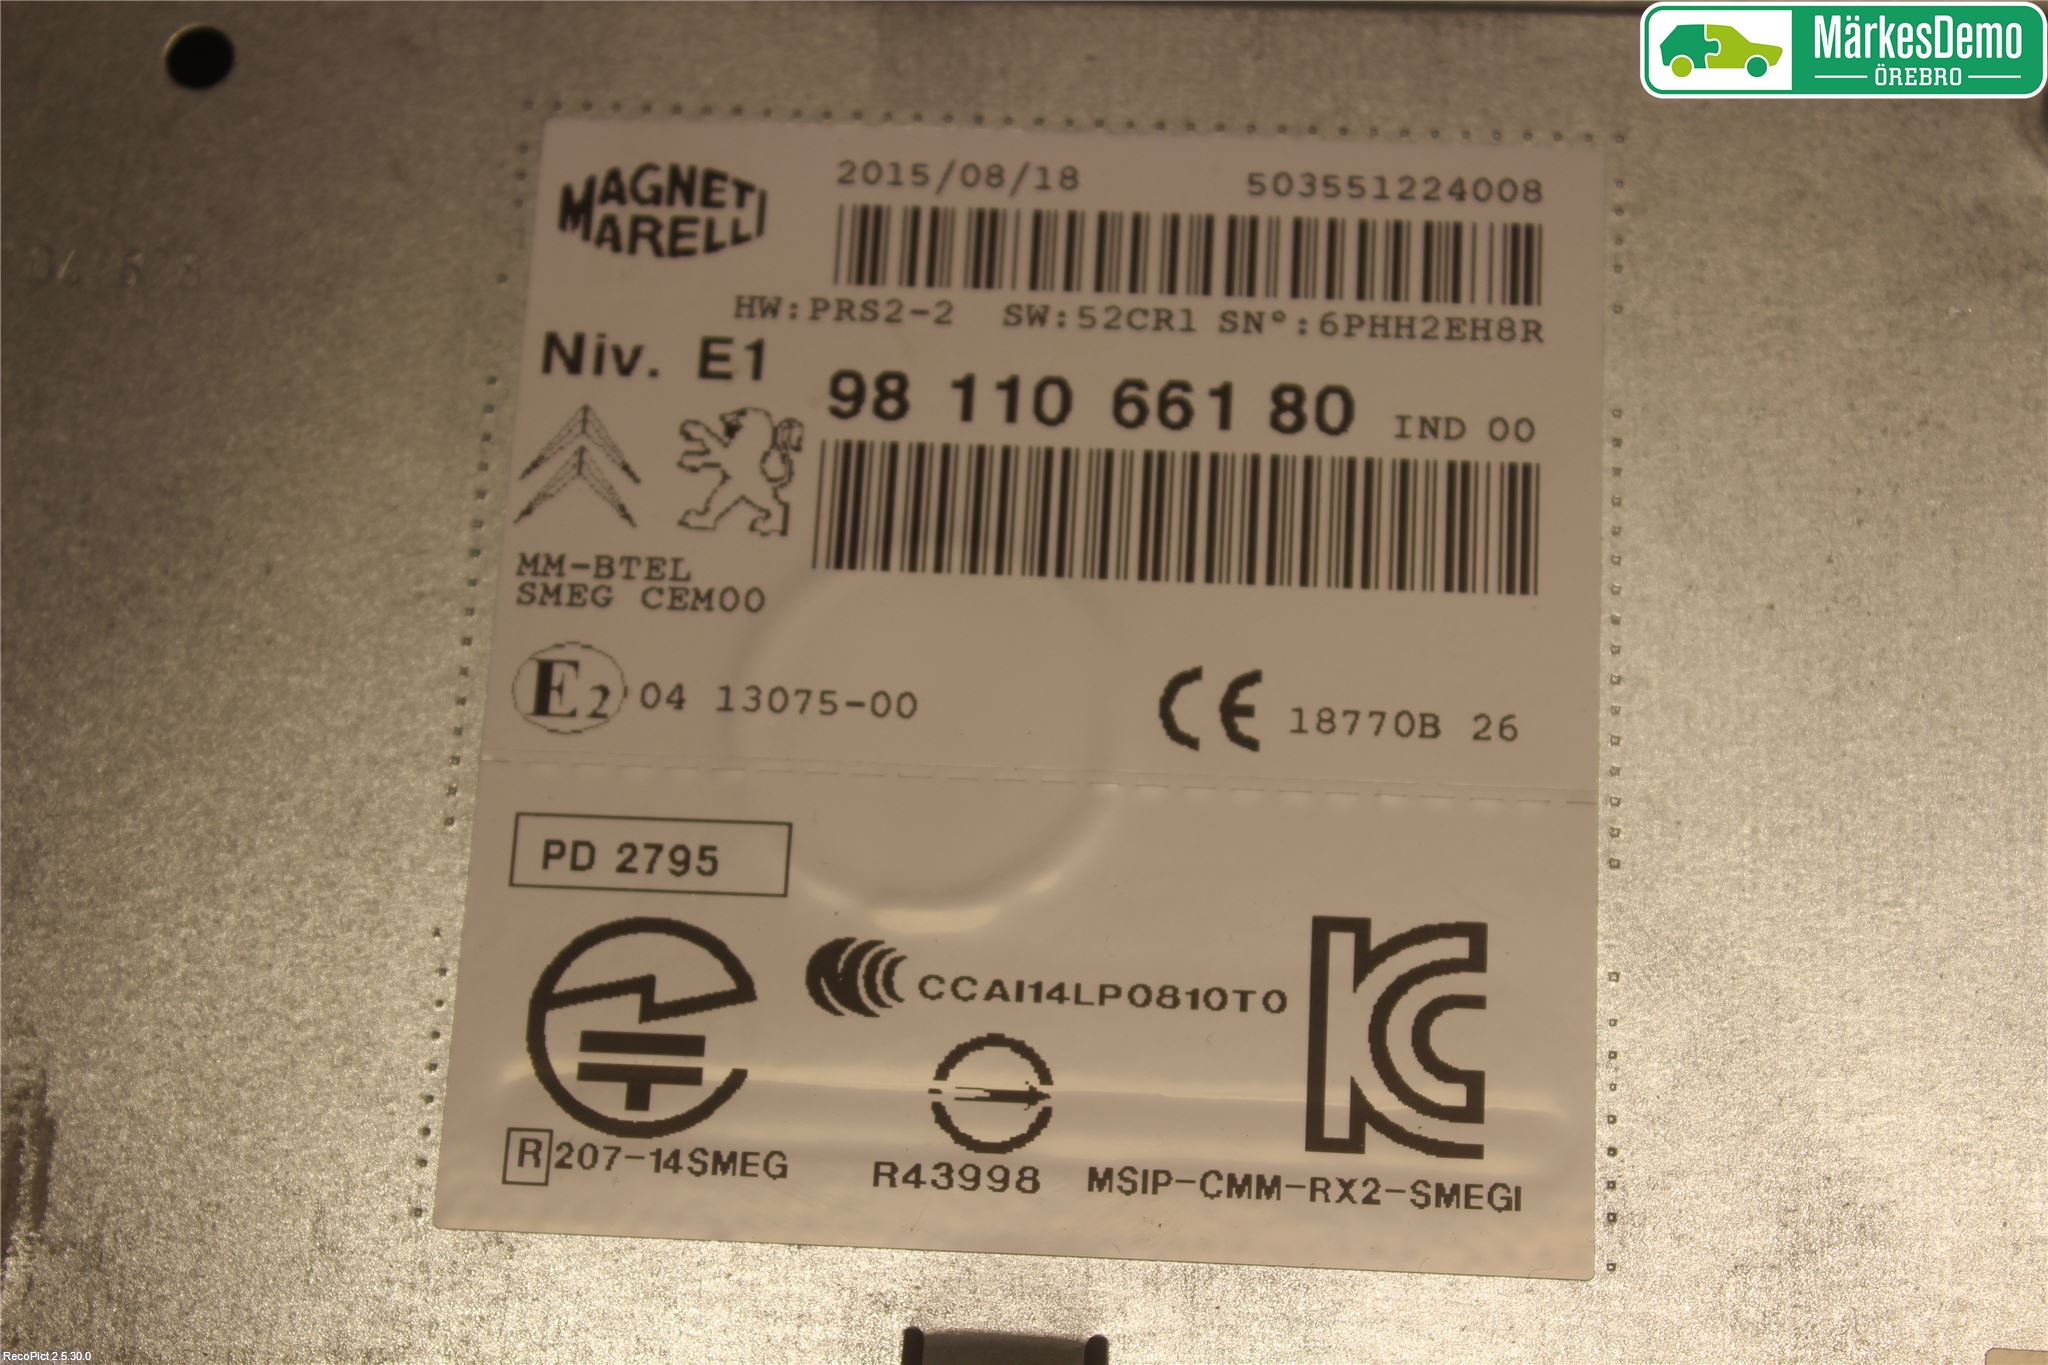 MärkesDemo
ÖREBRO
MAGNETI
MARELLI
2015/08/18 503551224008
HW:PRS2-2 SW:52CR1 SN°:6PHH2EH8R
Niv. E1
98 110 661 80 IND 00
MM-BTEL
SMEG CEM00
E2 04 13075-00
CE 18770B 26
PD 2795
CCAI14LP0810T0
R 207-14SMEG
R43998
MSIP-CMM-RX2-SMEGI
RecoPict 2.5.30.0